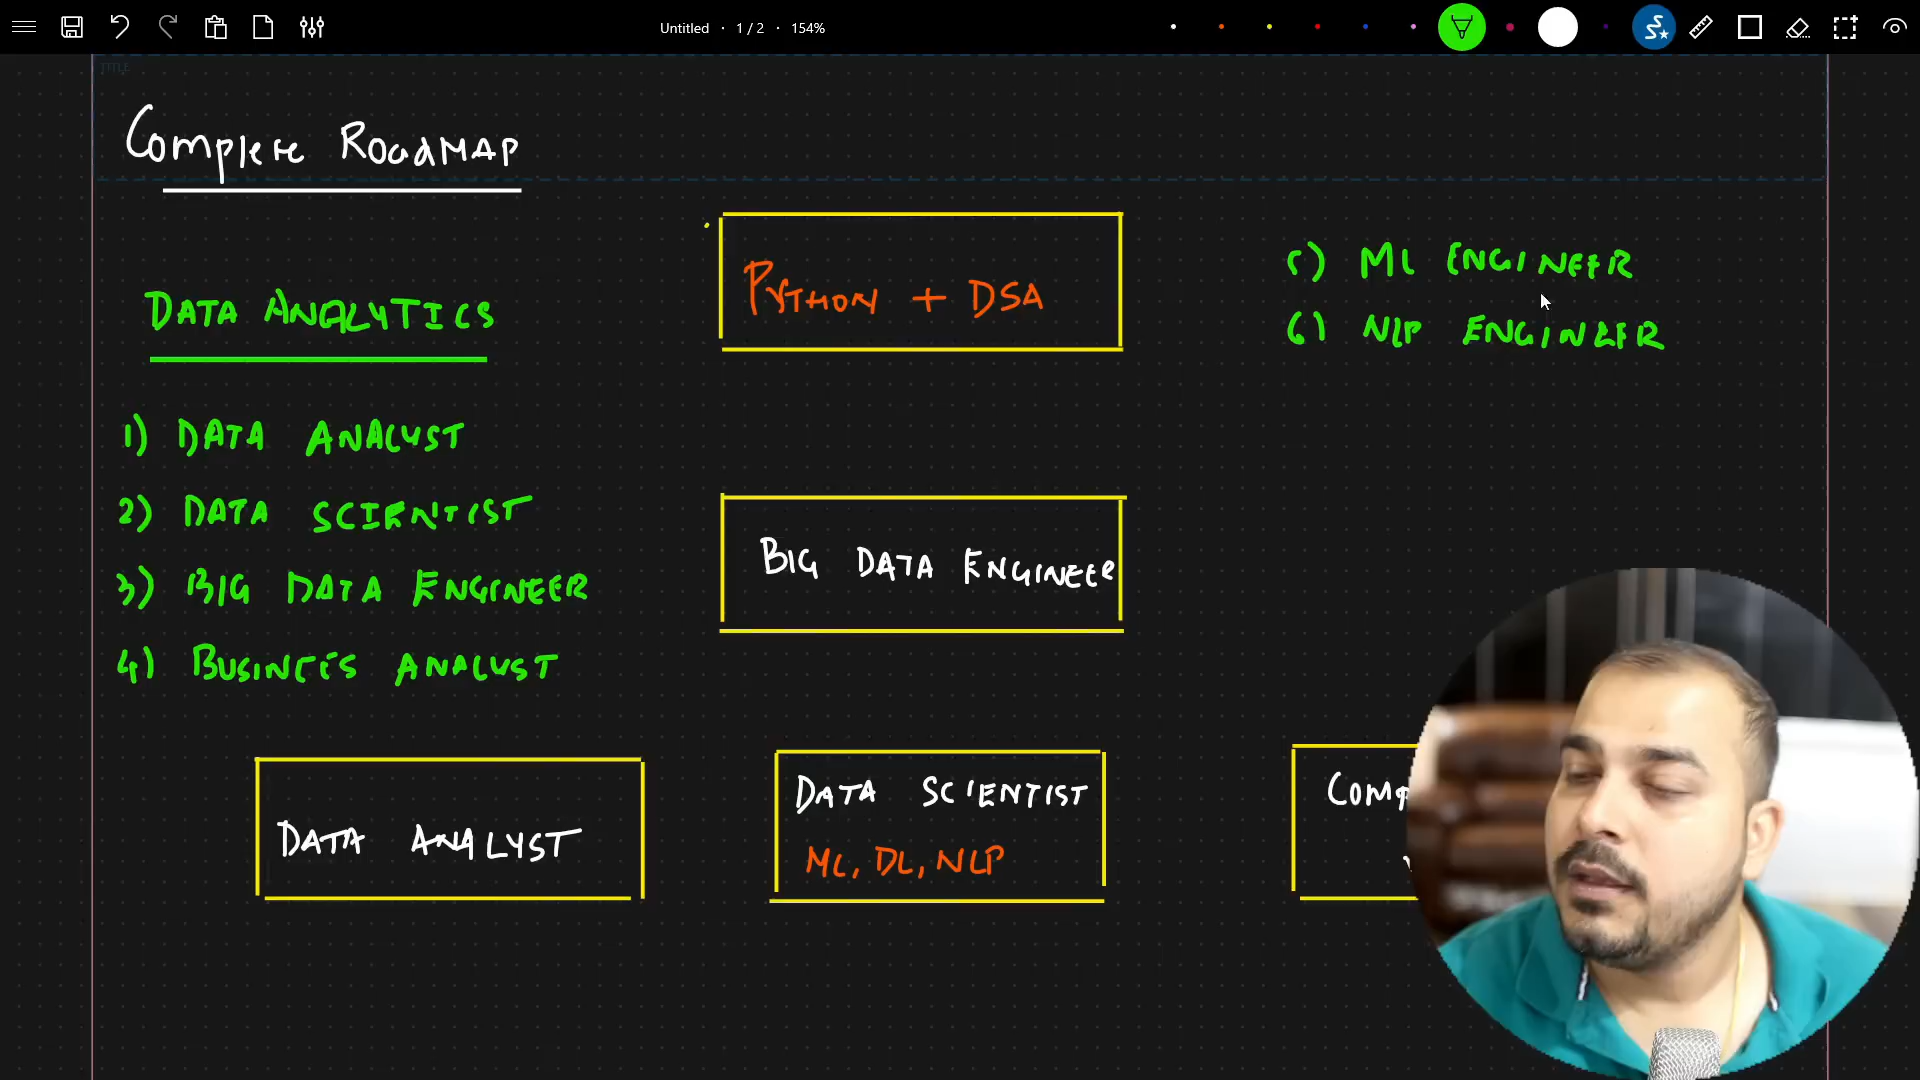 Untitled · 1 / 2 · 154%
TITLE
COMPLETE ROADMAP
DATA ANALYTICS
1) DATA ANALYST
2) DATA SCIENTIST
3) BIG DATA ENGINEER
4) BUSINESS ANALYST
PYTHON + DSA
5) ML ENGINEER
6) NLP ENGINEER
BIG DATA ENGINEER
DATA ANALYST
DATA SCIENTIST
ML, DL, NLP